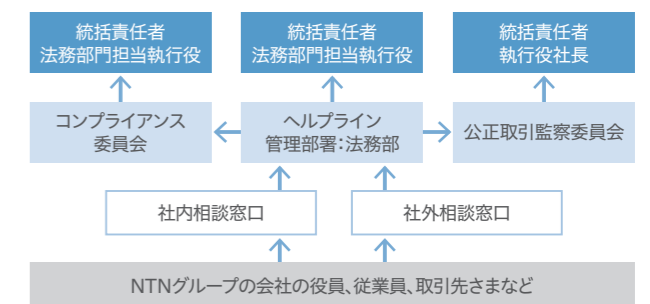 統括責任者
法務部門担当執行役
統括責任者
法務部門担当執行役
統括責任者
執行役社長
コンプライアンス
委員会
ヘルプライン
管理部署:法務部
公正取引監察委員会
社内相談窓口
社外相談窓口
NTNグループの会社の役員、従業員、取引先さまなど